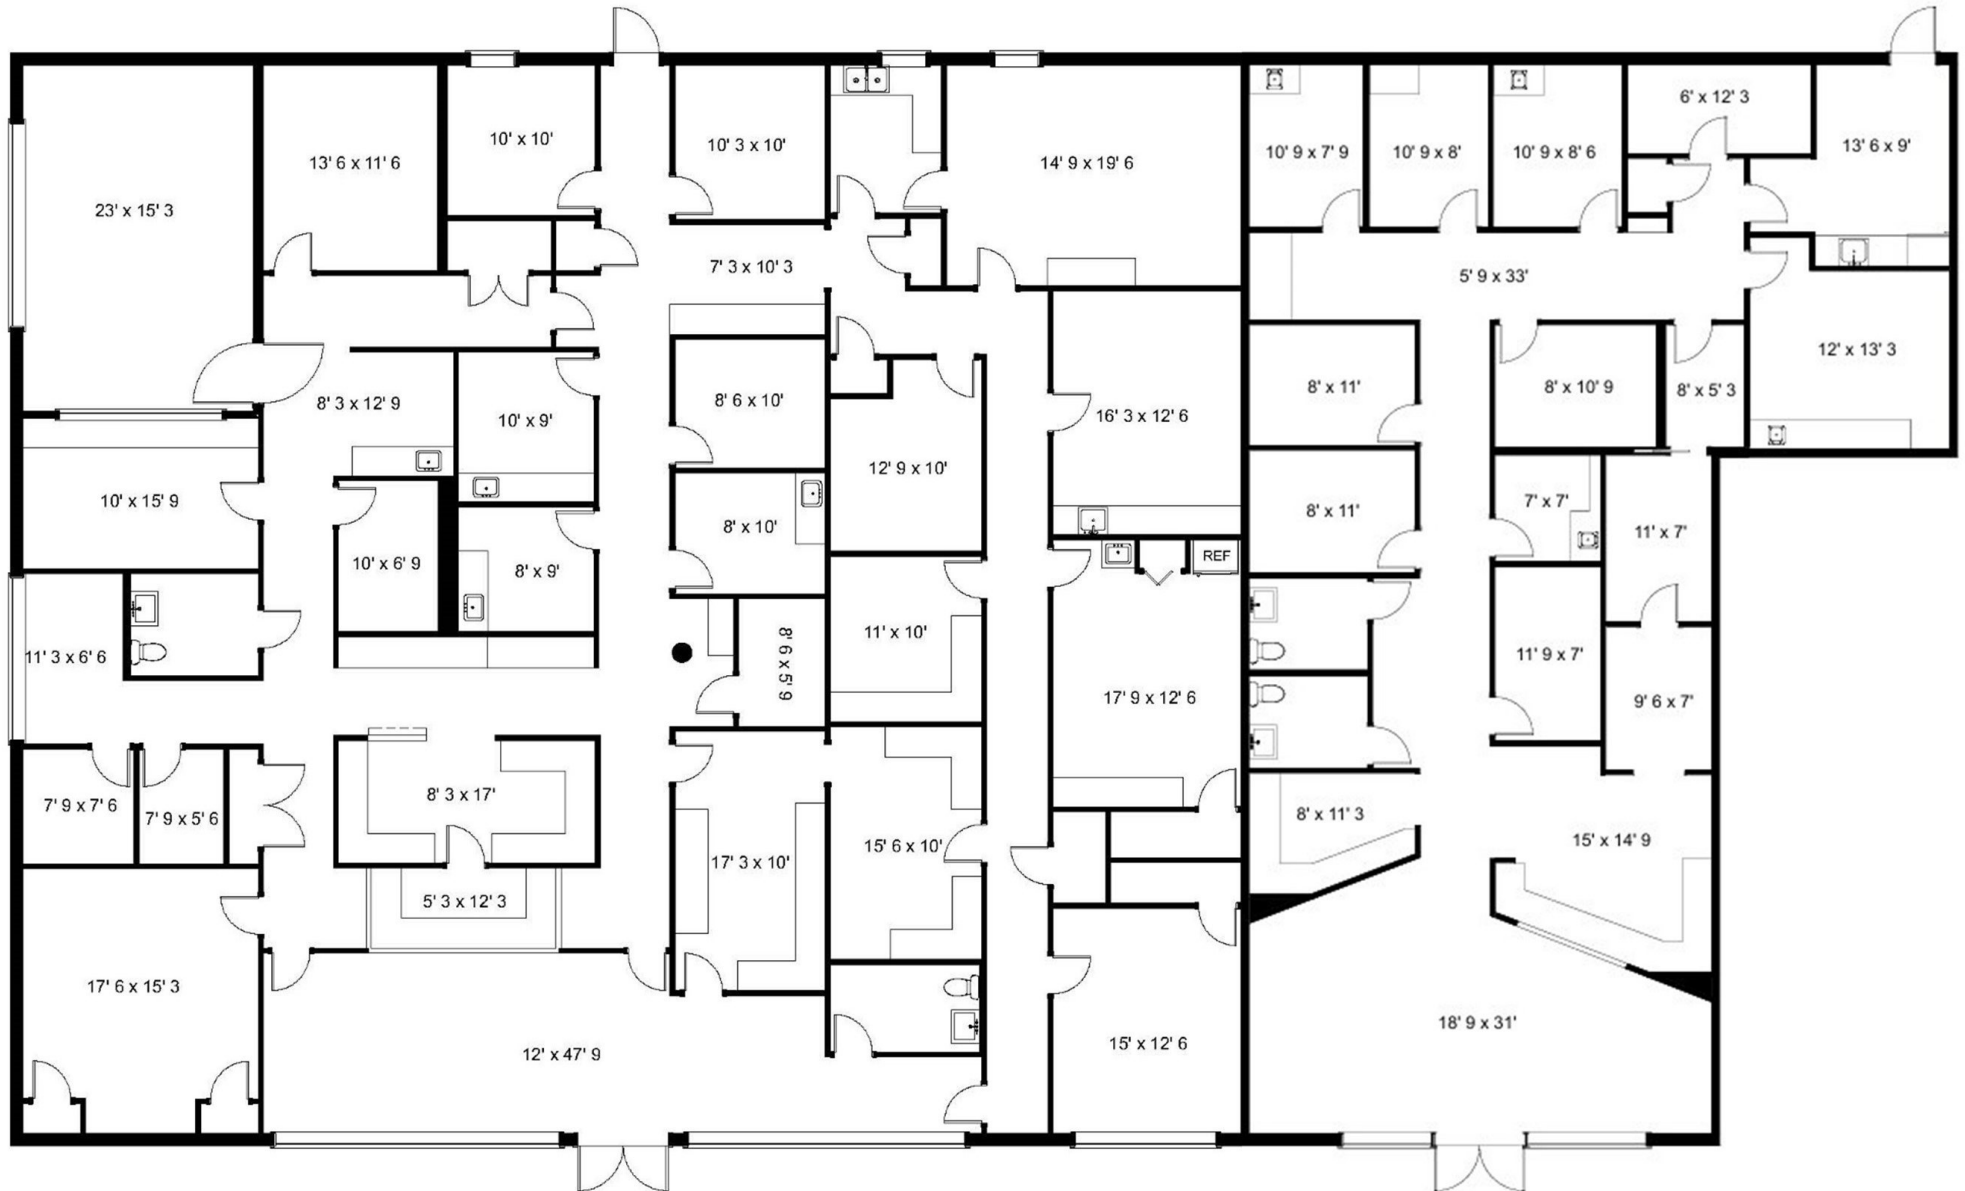 6' x 12' 3
10' x 10'
10' 3 x 10'
13' 6 x 11' 6
14' 9 x 19' 6
10' 9 x 7' 9
10' 9 x 8'
10' 9 x 8' 6
13' 6 x 9'
23' x 15' 3
7' 3 x 10' 3
5' 9 x 33'
12' x 13' 3
8' 3 x 12' 9
10' x 9'
8' 6 x 10'
16' 3 x 12' 6
8' x 11'
8' x 10' 9
8' x 5' 3
12' 9 x 10'
10' x 15' 9
8' x 10'
8' x 11'
7' x 7'
11' x 7'
10' x 6' 9
8' x 9'
REF
11' 3 x 6' 6
8' 6 x 5' 9
11' x 10'
17' 9 x 12' 6
11' 9 x 7'
9' 6 x 7'
7' 9 x 7' 6
7' 9 x 5' 6
8' 3 x 17'
17' 3 x 10'
15' 6 x 10'
8' x 11' 3
15' x 14' 9
5' 3 x 12' 3
17' 6 x 15' 3
12' x 47' 9
15' x 12' 6
18' 9 x 31'